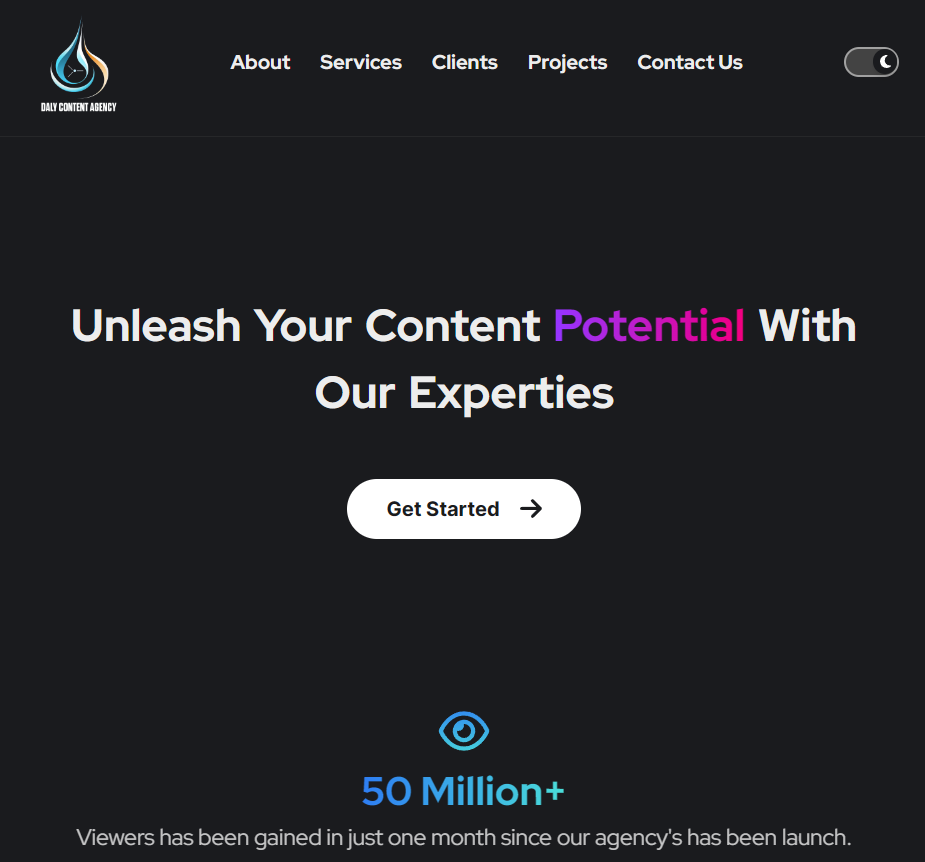 DALY CONTENT AGENCY
About Services Clients Projects Contact Us
Unleash Your Content Potential With
Our Experties
Get Started
50 Million+
Viewers has been gained in just one month since our agency's has been launch.